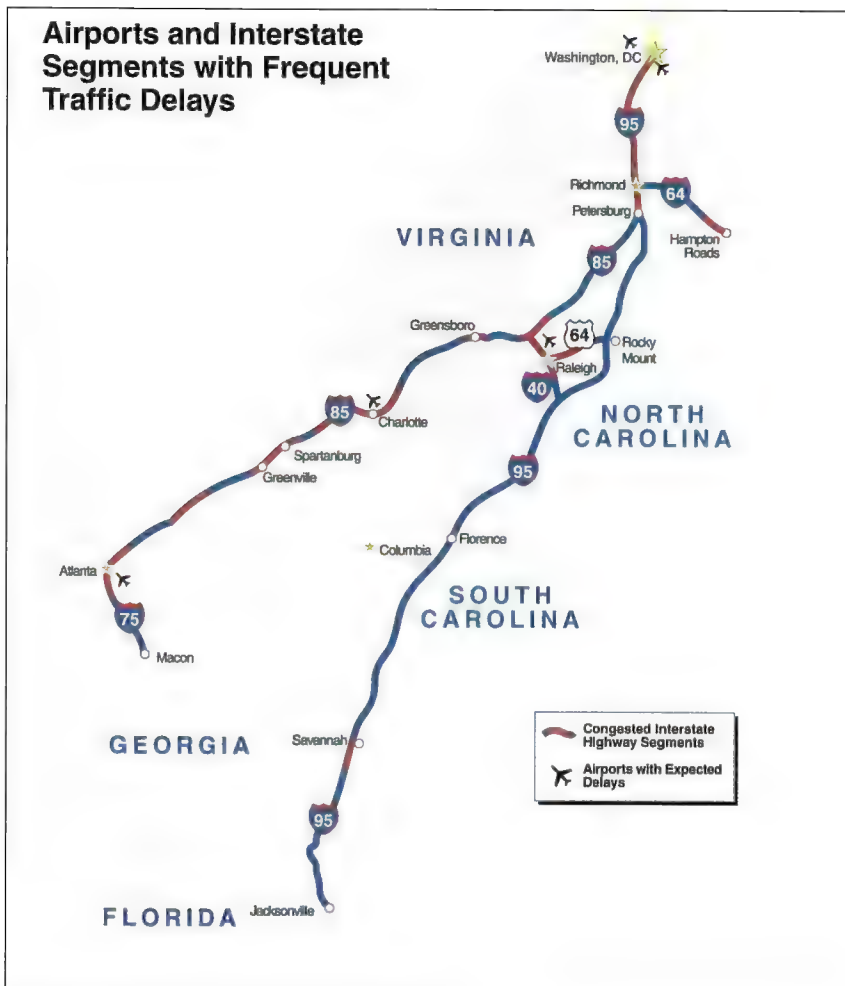 Airports and Interstate
Segments with Frequent
Traffic Delays
Washington, DC
95
Richmond
64
Petersburg
Hampton
Roads
VIRGINIA
85
Greensboro
64
Rocky
Mount
Raleigh
40
85
Charlotte
NORTH
CAROLINA
Spartanburg
Greenville
95
Florence
Columbia
Atlanta
SOUTH
CAROLINA
75
Macon
GEORGIA
Savannah
Congested Interstate
Highway Segments
Airports with Expected
Delays
95
FLORIDA
Jacksonville